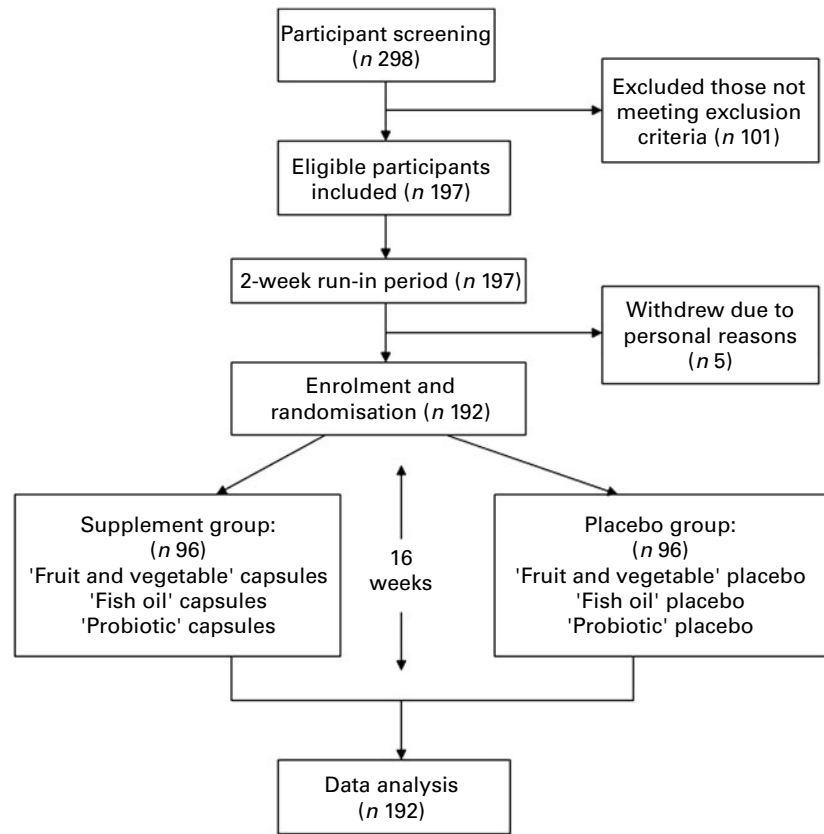 Participant screening
(n 298)
Excluded those not
meeting exclusion
criteria (n 101)
Eligible participants
included (n 197)
2-week run-in period (n 197)
Withdrew due to
personal reasons
(n 5)
Enrolment and
randomisation (n 192)
Supplement group:
(n 96)
'Fruit and vegetable' capsules
'Fish oil' capsules
'Probiotic' capsules
16
weeks
Placebo group:
(n 96)
'Fruit and vegetable' placebo
'Fish oil' placebo
'Probiotic' placebo
Data analysis
(n 192)